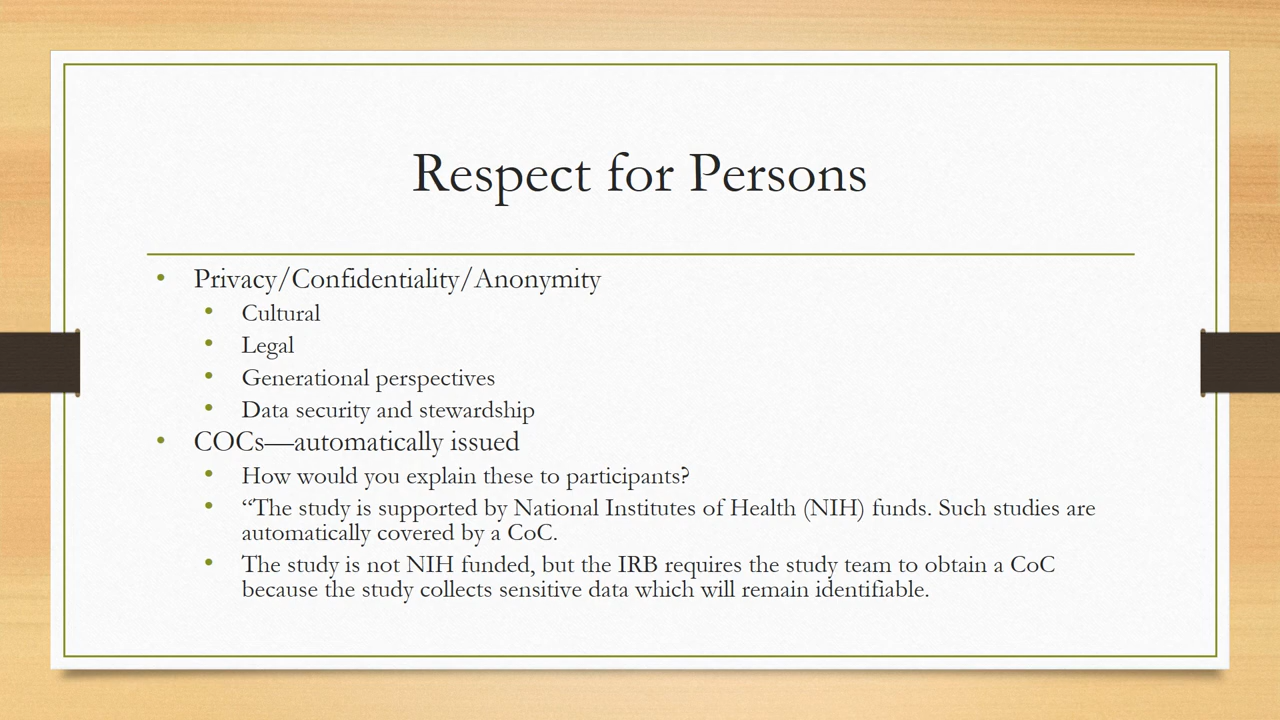 Respect for Persons
• Privacy/Confidentiality/Anonymity
• Cultural
• Legal
• Generational perspectives
• Data security and stewardship
• COCs—automatically issued
• How would you explain these to participants?
• “The study is supported by National Institutes of Health (NIH) funds. Such studies are
automatically covered by a CoC.
• The study is not NIH funded, but the IRB requires the study team to obtain a CoC
because the study collects sensitive data which will remain identifiable.